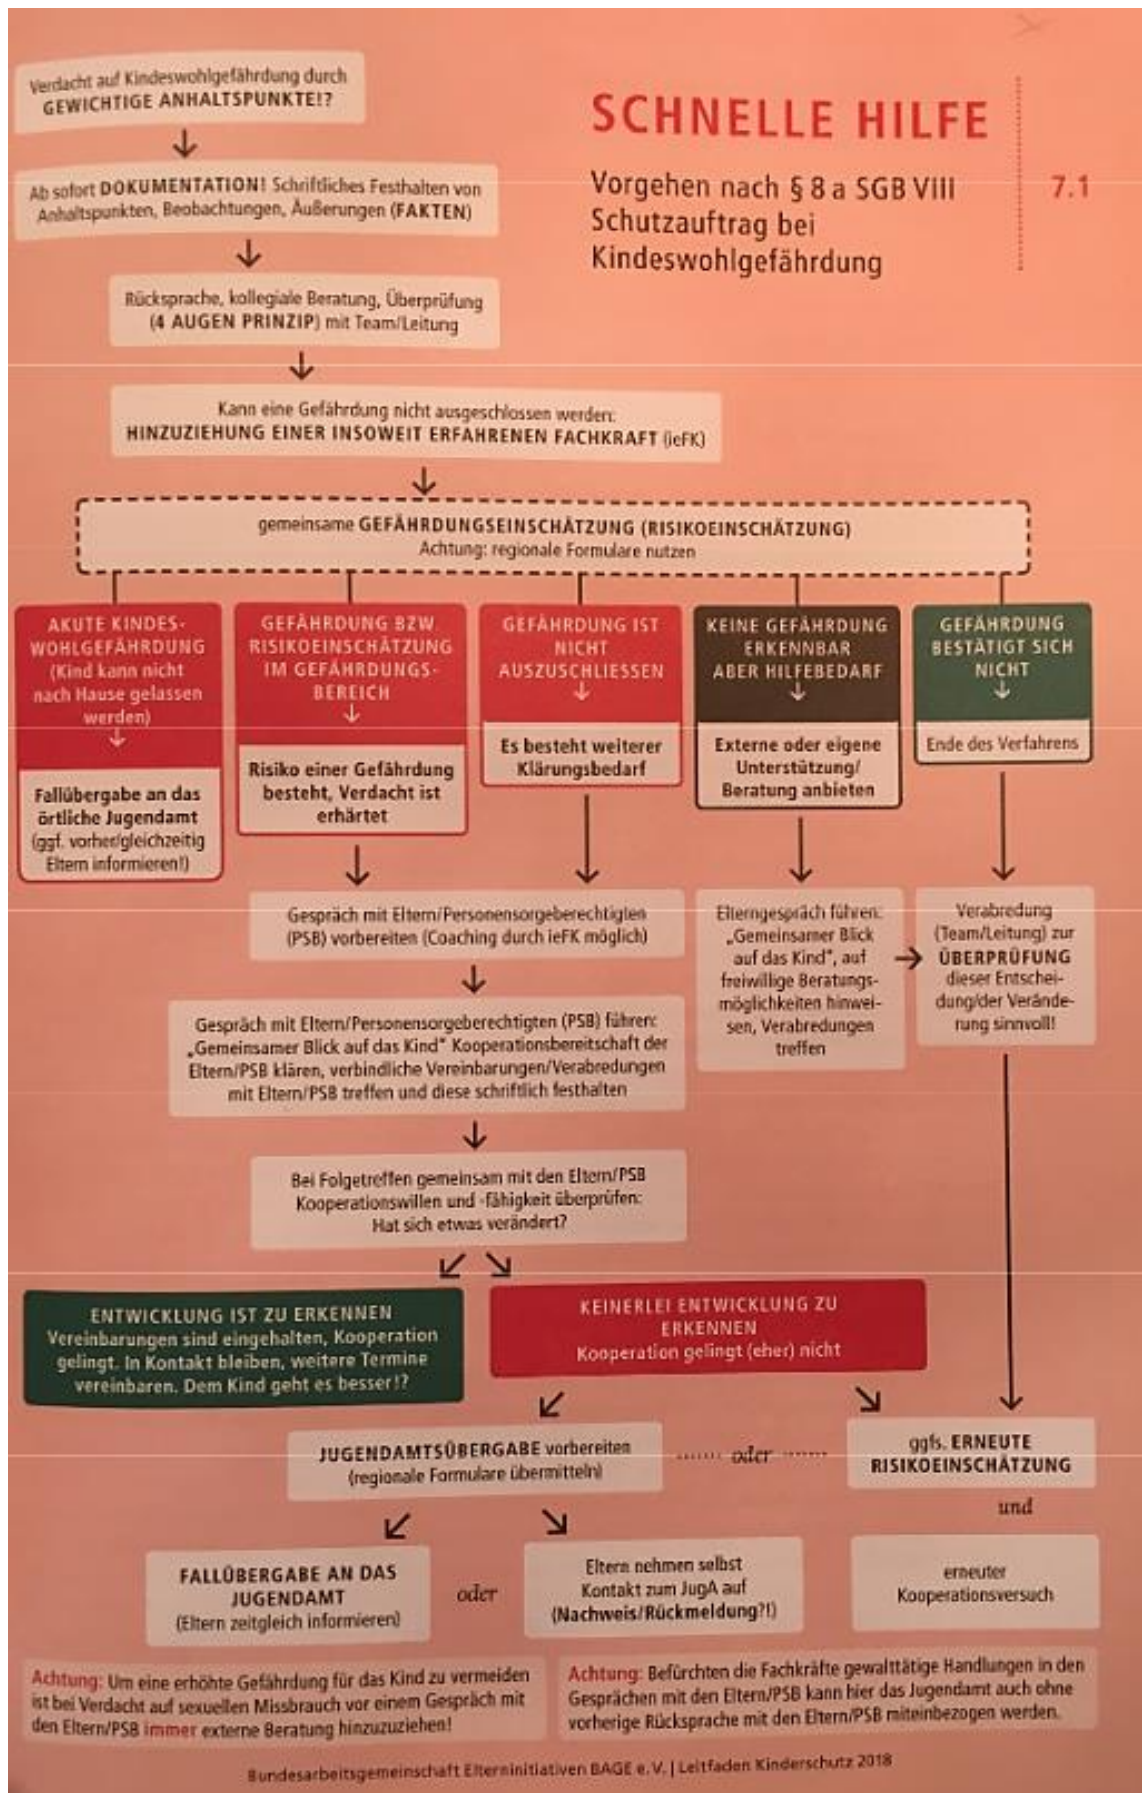 Verdacht auf Kindeswohlgefährdung durch
GEWICHTIGE ANHALTSPUNKTE!?
SCHNELLE HILFE
Vorgehen nach § 8 a SGB VIII
Schutzauftrag bei
Kindeswohlgefährdung
7.1
Ab sofort DOKUMENTATION! Schriftliches Festhalten von
Anhaltspunkten, Beobachtungen, Äußerungen (FAKTEN)
Rücksprache, kollegiale Beratung, Überprüfung
(4 AUGEN PRINZIP) mit Team/Leitung
Kann eine Gefährdung nicht ausgeschlossen werden:
HINZUZIEHUNG EINER INSOWEIT ERFAHRENEN FACHKRAFT (ieFK)
gemeinsame GEFÄHRDUNGSEINSCHÄTZUNG (RISIKOEINSCHÄTZUNG)
Achtung: regionale Formulare nutzen
AKUTE KINDES-
WOHLGEFÄHRDUNG
(Kind kann nicht
nach Hause gelassen
werden)
Fallübergabe an das
örtliche Jugendamt
(ggf. vorher/gleichzeitig
Eltern informieren!)
GEFÄHRDUNG BZW
RISIKOEINSCHÄTZUNG
IM GEFÄHRDUNGS-
BEREICH
Risiko einer Gefährdung
besteht, Verdacht ist
erhärtet
GEFÄHRDUNG IST
NICHT
AUSZUSCHLIESSEN
Es besteht weiterer
Klärungsbedarf
KEINE GEFÄHRDUNG
ERKENNBAR
ABER HILFEBEDARF
Externe oder eigene
Unterstützung/
Beratung anbieten
GEFÄHRDUNG
BESTÄTIGT SICH
NICHT
Ende des Verfahrens
Gespräch mit Eltern/Personensorgeberechtigten
(PSB) vorbereiten (Coaching durch ieFK möglich)
Elterngespräch führen:
„Gemeinsamer Blick
auf das Kind", auf
freiwillige Beratungs-
möglichkeiten hinwei-
sen, Verabredungen
treffen
Verabredung
(Team/Leitung) zur
ÜBERPRÜFUNG
dieser Entschei-
dung/der Verände-
rung sinnvoll!
Gespräch mit Eltern/Personensorgeberechtigten (PSB) führen:
„Gemeinsamer Blick auf das Kind" Kooperationsbereitschaft der
Eltern/PSB klären, verbindliche Vereinbarungen/Verabredungen
mit Eltern/PSB treffen und diese schriftlich festhalten
Bei Folgetreffen gemeinsam mit den Eltern/PSB
Kooperationswillen und -fähigkeit überprüfen:
Hat sich etwas verändert?
ENTWICKLUNG IST ZU ERKENNEN
Vereinbarungen sind eingehalten, Kooperation
gelingt. In Kontakt bleiben, weitere Termine
vereinbaren. Dem Kind geht es besser!?
KEINERLEI ENTWICKLUNG ZU
ERKENNEN
Kooperation gelingt (eher) nicht
JUGENDAMTSÜBERGABE vorbereiten
(regionale Formulare übermitteln)
....... oder .......
ggfs. ERNEUTE
RISIKOEINSCHÄTZUNG
und
FALLÜBERGABE AN DAS
JUGENDAMT
(Eltern zeitgleich informieren)
oder
Eltern nehmen selbst
Kontakt zum JugA auf
(Nachweis/Rückmeldung?!)
erneuter
Kooperationsversuch
Achtung: Um eine erhöhte Gefährdung für das Kind zu vermeiden
ist bei Verdacht auf sexuellen Missbrauch vor einem Gespräch mit
den Eltern/PSB immer externe Beratung hinzuzuziehen!
Achtung: Befürchten die Fachkräfte gewalttätige Handlungen in den
Gesprächen mit den Eltern/PSB kann hier das Jugendamt auch ohne
vorherige Rücksprache mit den Eltern/PSB miteinbezogen werden.
Bundesarbeitsgemeinschaft Elterninitiativen BAGE e. V. | Leitfaden Kinderschutz 2018